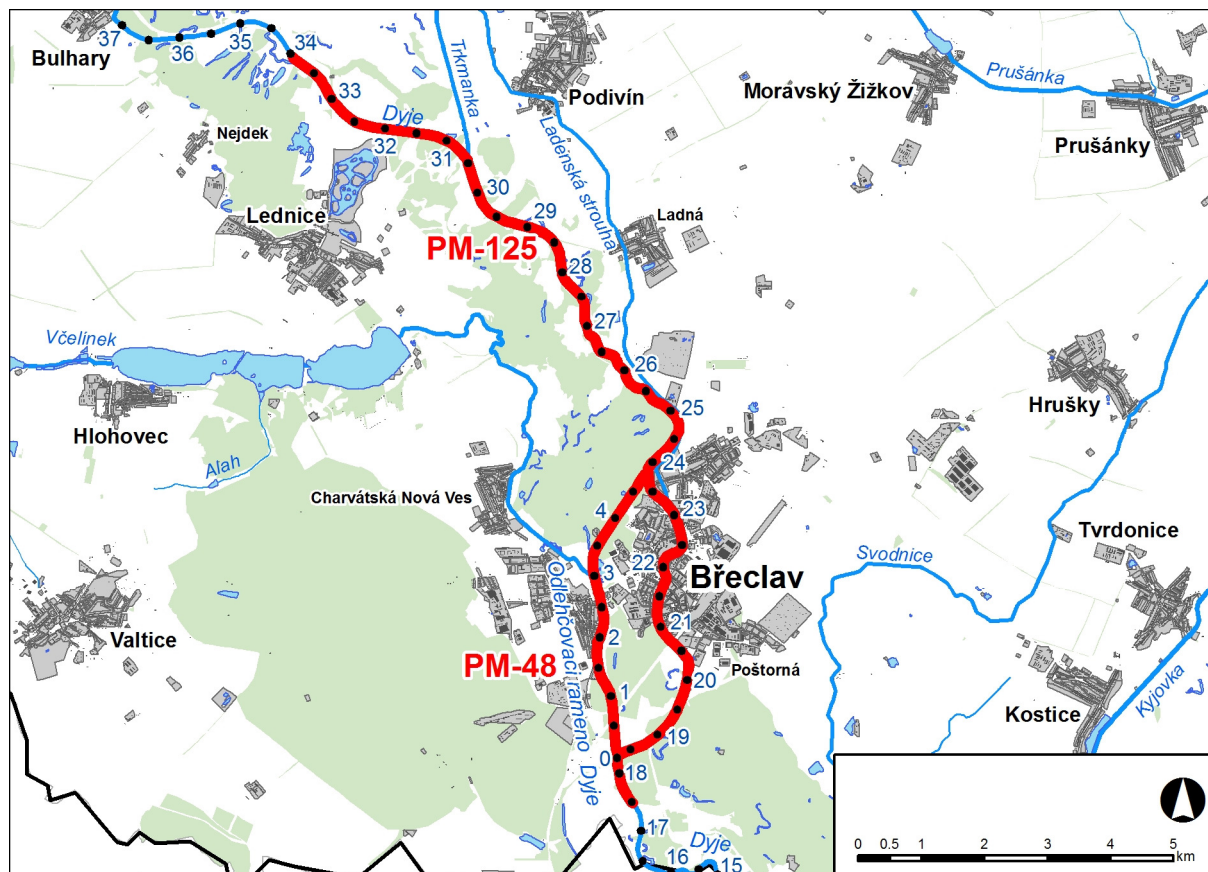 37
36
35
34
Bulhary
Trkmanka
Podivín
Moravský Žižkov
Prušánka
Prušánky
33
Dyje
Nejdek
32
31
Ladenská strouha
30
Lednice
29
Ladná
PM-125
28
27
Včelínek
26
Hrušky
25
Hlohovec
Alah
24
Charvátská Nová Ves
4
23
Tvrdonice
Svodnice
22
3
Břeclav
Odlehčovací rameno Dyje
21
Valtice
2
PM-48
Poštorná
20
1
Kostice
Kyjovka
19
0
18
17
Dyje
16
15
0 0.5 1 2 3 4 5
km